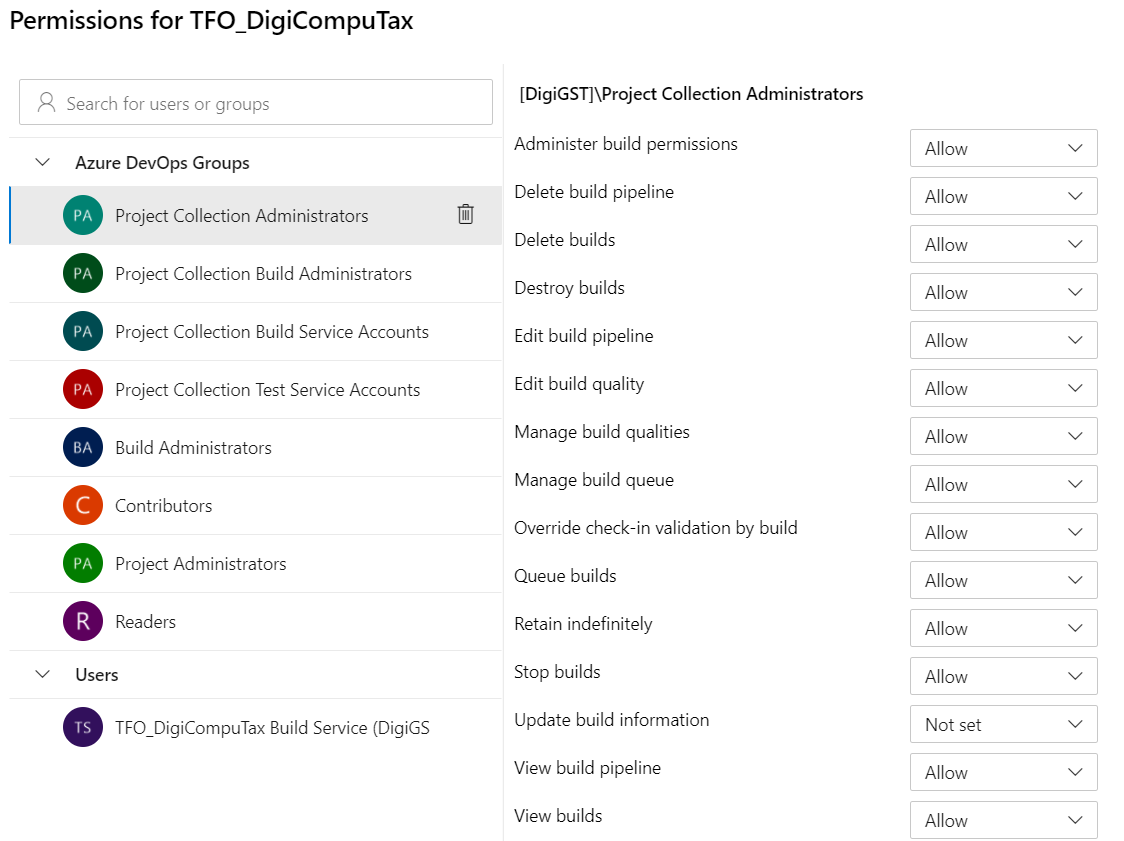 Permissions for TFO_DigiCompuTax
Search for users or groups
Azure DevOps Groups
PA Project Collection Administrators
PA Project Collection Build Administrators
PA Project Collection Build Service Accounts
PA Project Collection Test Service Accounts
BA Build Administrators
C Contributors
PA Project Administrators
R Readers
Users
TS TFO_DigiCompuTax Build Service (DigiGS
[DigiGST]\Project Collection Administrators
Administer build permissions Allow
Delete build pipeline Allow
Delete builds Allow
Destroy builds Allow
Edit build pipeline Allow
Edit build quality Allow
Manage build qualities Allow
Manage build queue Allow
Override check-in validation by build Allow
Queue builds Allow
Retain indefinitely Allow
Stop builds Allow
Update build information Not set
View build pipeline Allow
View builds Allow